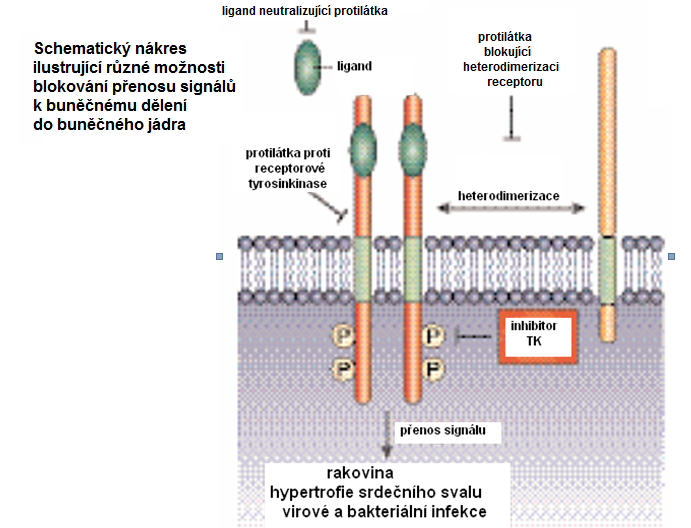 ligand neutralizující protilátka
Schematický nákres
ilustrující různé možnosti
blokování přenosu signálů
k buněčnému dělení
do buněčného jádra
ligand
protilátka
blokující
heterodimerizaci
receptoru
protilátka proti
receptorové
tyrosinkinase
heterodimerizace
P
P
P
P
inhibitor
TK
přenos signálu
rakovina
hypertrofie srdečního svalu
virové a bakteriální infekce